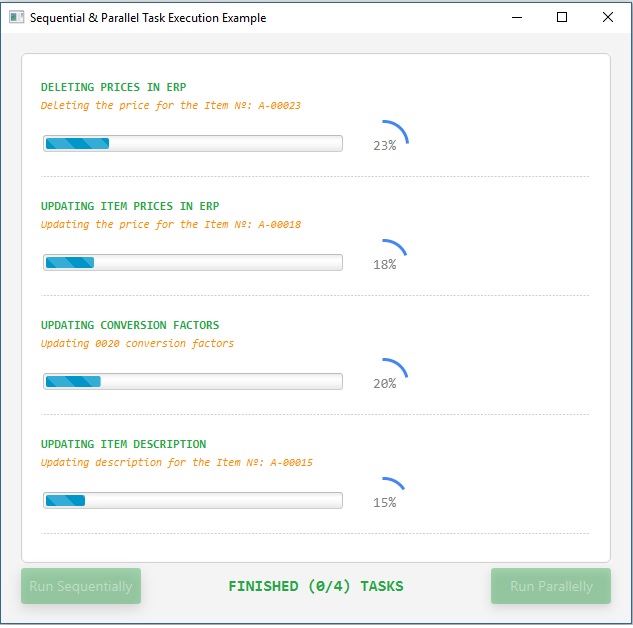 Sequential & Parallel Task Execution Example
DELETING PRICES IN ERP
Deleting the price for the Item Nº: A-00023
23%
UPDATING ITEM PRICES IN ERP
Updating the price for the Item Nº: A-00018
18%
UPDATING CONVERSION FACTORS
Updating 0020 conversion factors
20%
UPDATING ITEM DESCRIPTION
Updating description for the Item Nº: A-00015
15%
Run Sequentially
FINISHED (0/4) TASKS
Run Parallelly